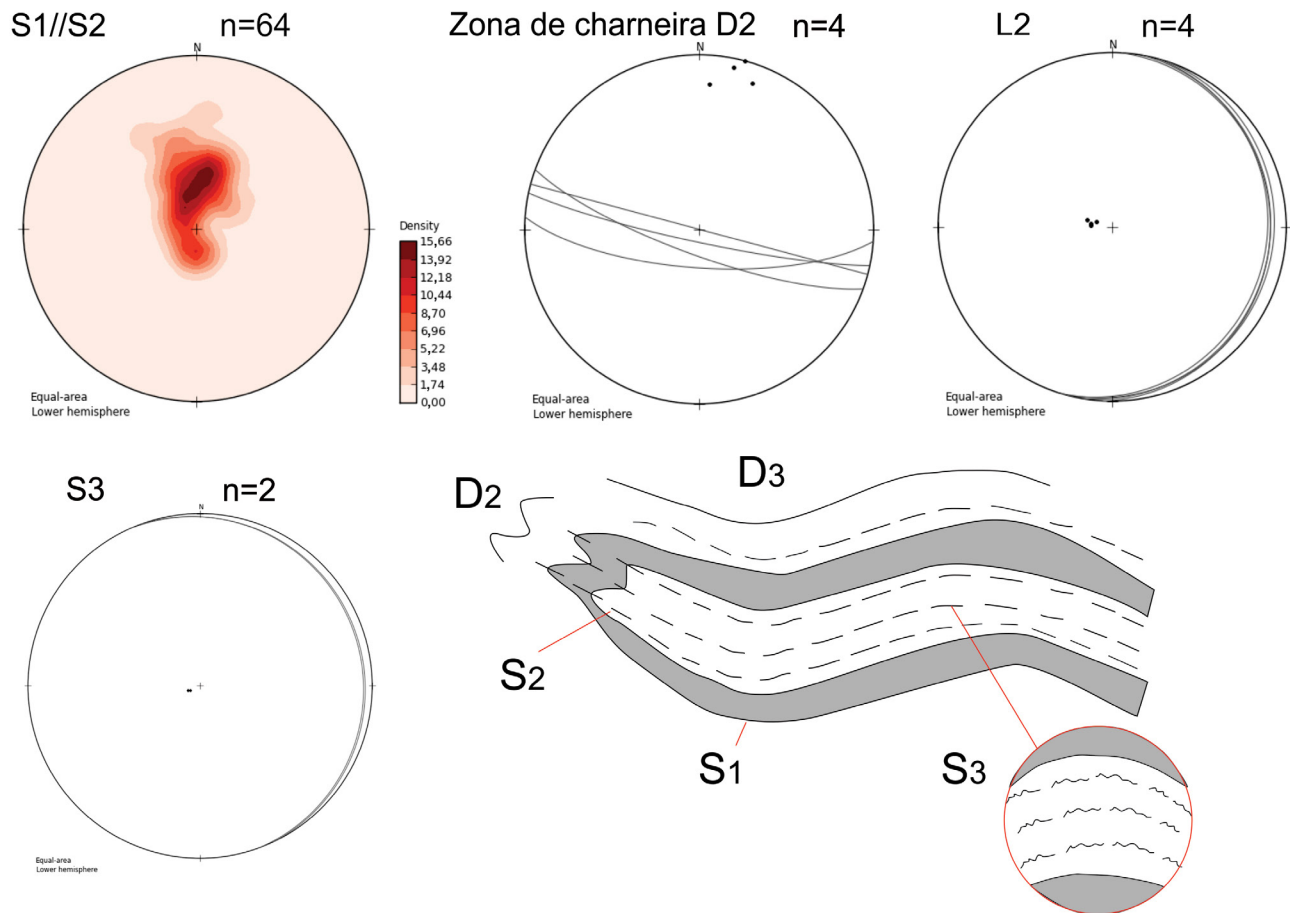 S1//S2 n=64
N
Equal-area
Lower hemisphere
Density
15,66
13,92
12,18
10,44
8,70
6,96
5,22
3,48
1,74
0,00
Zona de charneira D2 n=4
N
Equal-area
Lower hemisphere
L2 n=4
N
Equal-area
Lower hemisphere
S3 n=2
N
Equal-area
Lower hemisphere
D2
D3
S2
S1
S3